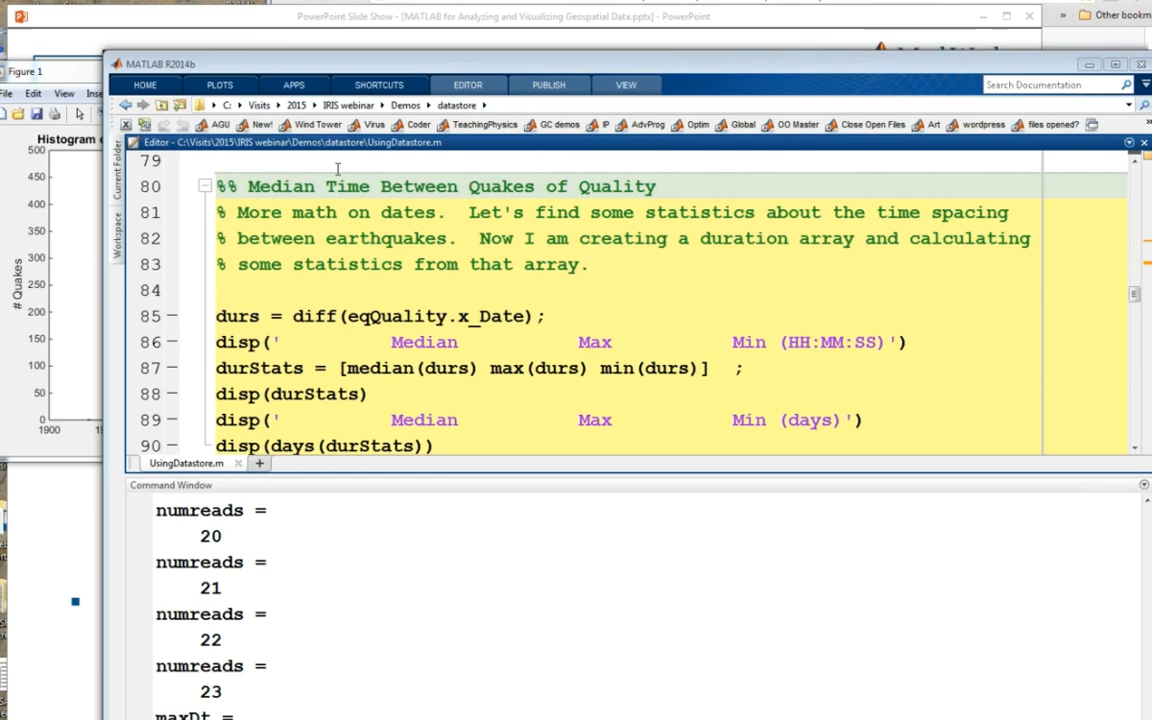 PowerPoint Slide Show - [MATLAB for Analyzing and Visualizing Geospatial Data.pptx] - PowerPoint
» Other bookm
Figure 1
File Edit View Inse
Histogram
500
450
400
350
300
250
200
150
100
50
0
1900
# Quakes
MATLAB R2014b
HOME PLOTS APPS SHORTCUTS EDITOR PUBLISH VIEW
Search Documentation
C: Visits 2015 IRIS webinar Demos datastore
AGU New! Wind Tower Virus Coder TeachingPhysics GC demos IP AdvProg Optim Global OO Master Close Open Files Art wordpress files opened?
Current Folder
Workspace
Editor - C:\Visits\2015\IRIS webinar\Demos\datastore\UsingDatastore.m
79
80 %% Median Time Between Quakes of Quality
81 % More math on dates. Let's find some statistics about the time spacing
82 % between earthquakes. Now I am creating a duration array and calculating
83 % some statistics from that array.
84
85 durs = diff(eqQuality.x_Date);
86 disp(' Median Max Min (HH:MM:SS)')
87 durStats = [median(durs) max(durs) min(durs)] ;
88 disp(durStats)
89 disp(' Median Max Min (days)')
90 disp(days(durStats))
UsingDatastore.m
Command Window
numreads =
20
numreads =
21
numreads =
22
numreads =
23
maxDt =